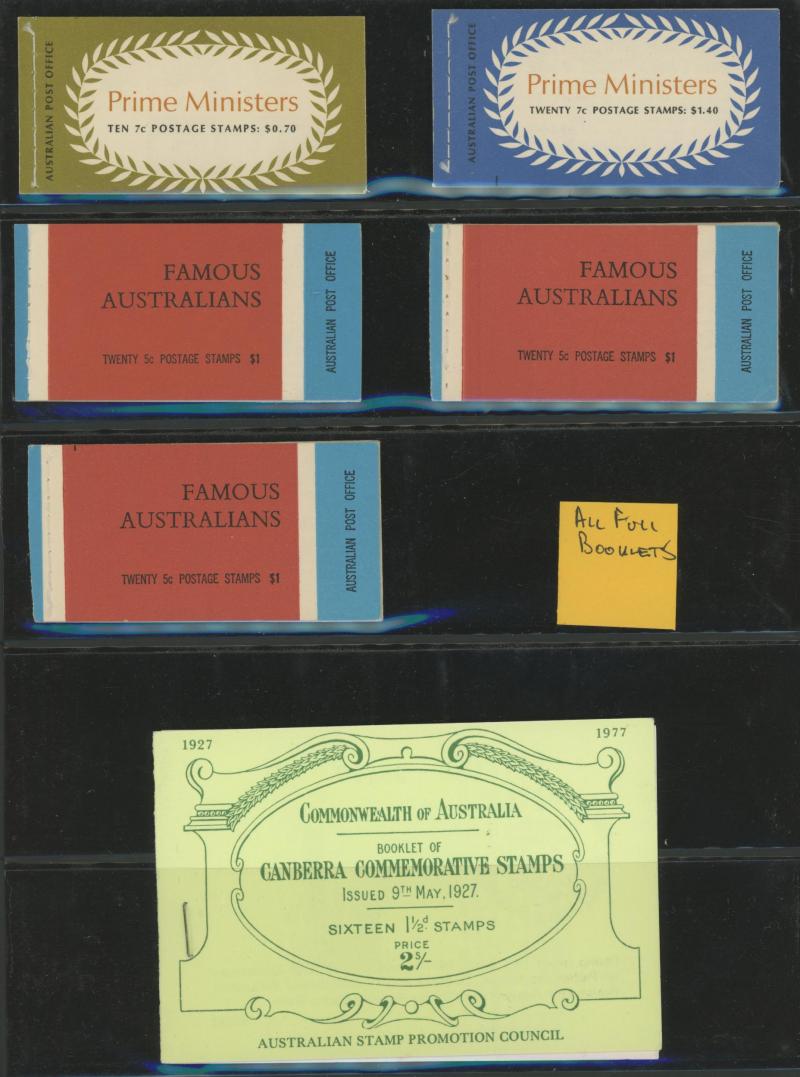 AUSTRALIAN POST OFFICE
Prime Ministers
TEN 7c POSTAGE STAMPS: $0.70
AUSTRALIAN POST OFFICE
Prime Ministers
TWENTY 7c POSTAGE STAMPS: $1.40
FAMOUS
AUSTRALIANS
TWENTY 5c POSTAGE STAMPS $1
AUSTRALIAN POST OFFICE
FAMOUS
AUSTRALIANS
TWENTY 5c POSTAGE STAMPS $1
AUSTRALIAN POST OFFICE
FAMOUS
AUSTRALIANS
TWENTY 5c POSTAGE STAMPS $1
AUSTRALIAN POST OFFICE
ALL FULL
BOOKLETS
1927 1977
COMMONWEALTH OF AUSTRALIA
BOOKLET OF
CANBERRA COMMEMORATIVE STAMPS
ISSUED 9TH MAY, 1927.
SIXTEEN 1½d. STAMPS
PRICE
2S/-
AUSTRALIAN STAMP PROMOTION COUNCIL